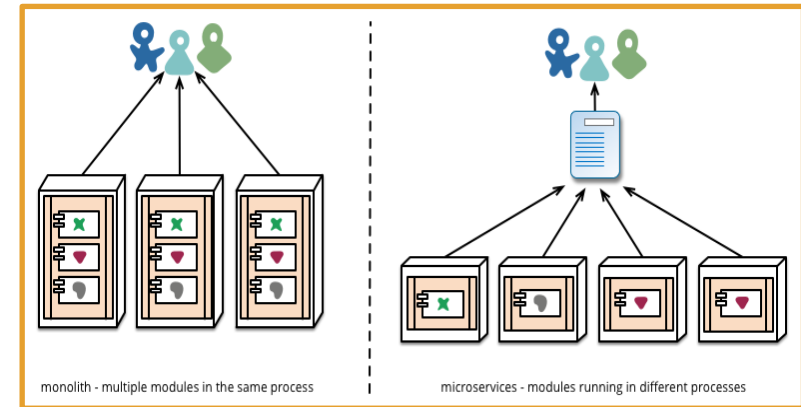 monolith - multiple modules in the same process
microservices - modules running in different processes